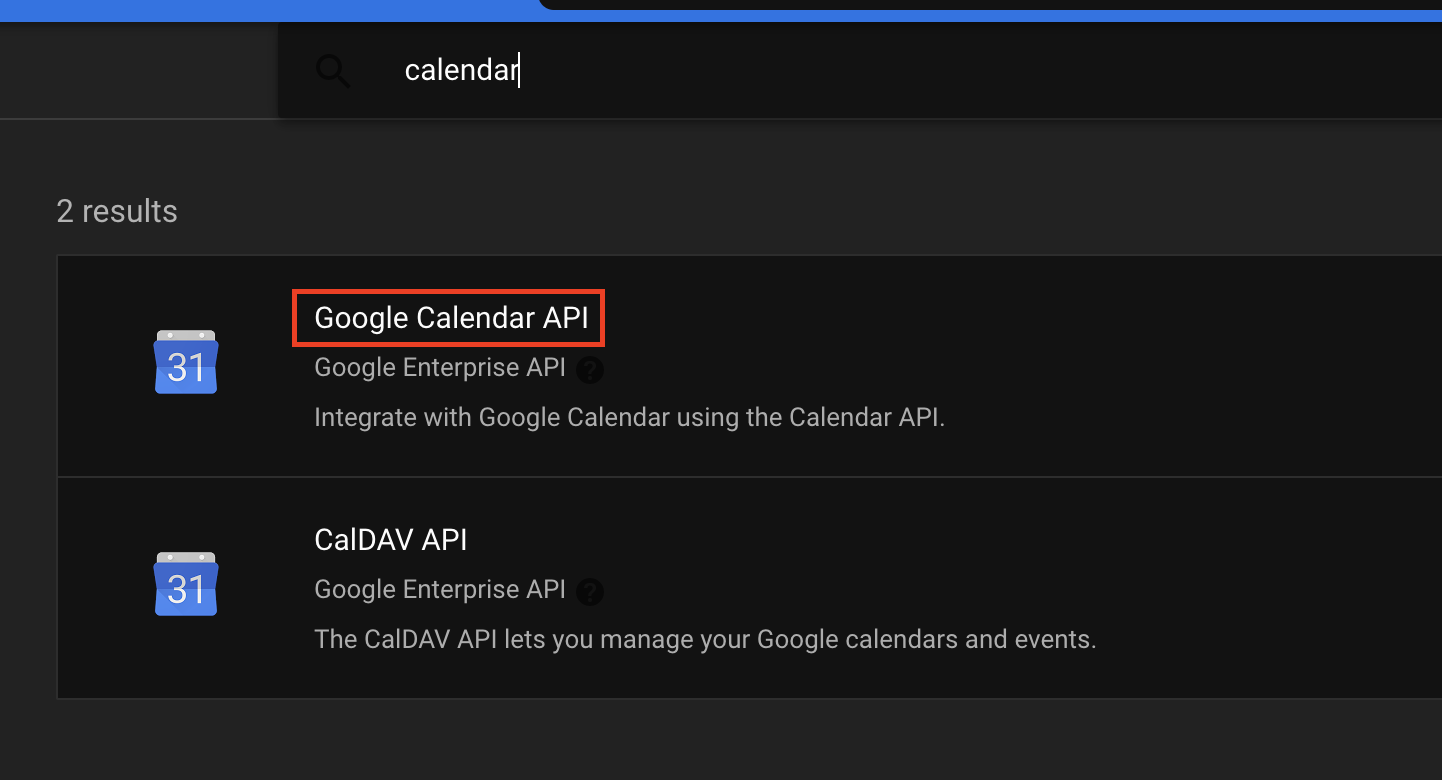 calendar
2 results
Google Calendar API
31
Google Enterprise API ?
Integrate with Google Calendar using the Calendar API.
CalDAV API
31
Google Enterprise API ?
The CalDAV API lets you manage your Google calendars and events.